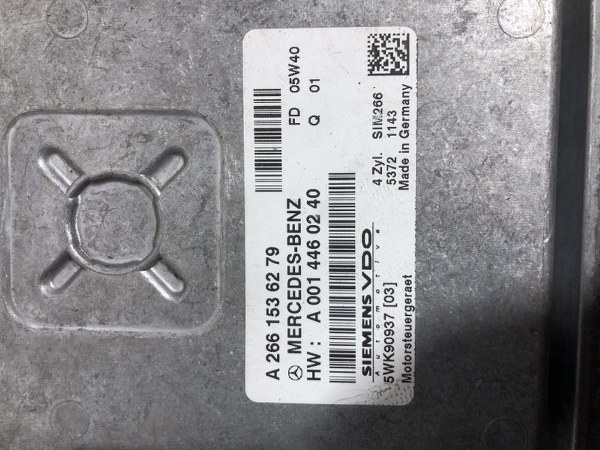 A 266 153 62 79
FD 05W40
MERCEDES-BENZ
Q 01
HW : A 001 446 02 40
SIEMENS VDO
Automotive
4 Zyl. SIM266
5WK90937 [03]
5372 1143
Motorsteuergeraet
Made in Germany